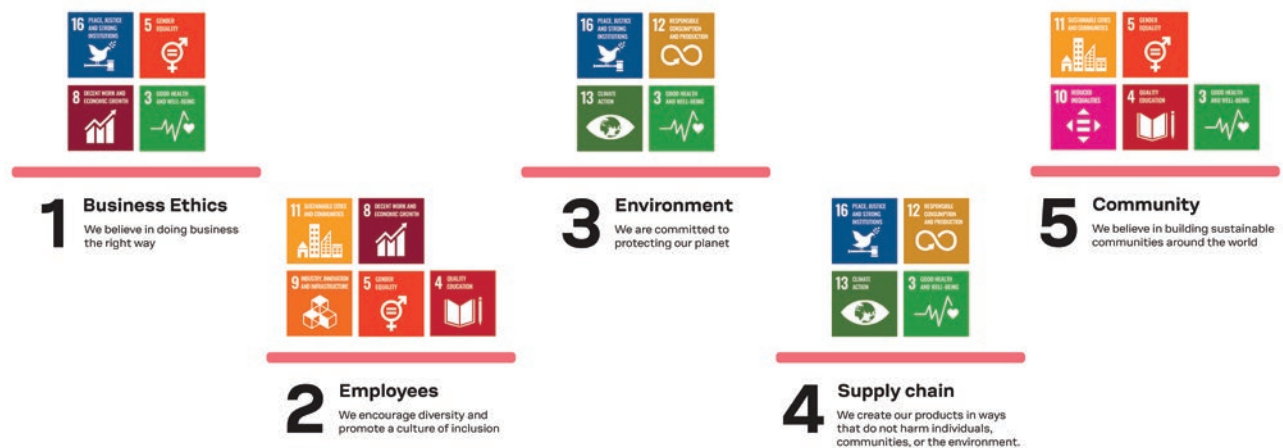 16 PEACE, JUSTICE
AND STRONG
INSTITUTIONS
5 GENDER
EQUALITY
8 DECENT WORK AND
ECONOMIC GROWTH
3 GOOD HEALTH
AND WELL-BEING
1 Business Ethics
We believe in doing business
the right way
11 SUSTAINABLE CITIES
AND COMMUNITIES
8 DECENT WORK AND
ECONOMIC GROWTH
9 INDUSTRY, INNOVATION
AND INFRASTRUCTURE
5 GENDER
EQUALITY
4 QUALITY
EDUCATION
2 Employees
We encourage diversity and
promote a culture of inclusion
16 PEACE, JUSTICE
AND STRONG
INSTITUTIONS
12 RESPONSIBLE
CONSUMPTION
AND PRODUCTION
13 CLIMATE
ACTION
3 GOOD HEALTH
AND WELL-BEING
3 Environment
We are committed to
protecting our planet
16 PEACE, JUSTICE
AND STRONG
INSTITUTIONS
12 RESPONSIBLE
CONSUMPTION
AND PRODUCTION
13 CLIMATE
ACTION
3 GOOD HEALTH
AND WELL-BEING
4 Supply chain
We create our products in ways
that do not harm individuals,
communities, or the environment.
11 SUSTAINABLE CITIES
AND COMMUNITIES
5 GENDER
EQUALITY
10 REDUCED
INEQUALITIES
4 QUALITY
EDUCATION
3 GOOD HEALTH
AND WELL-BEING
5 Community
We believe in building sustainable
communities around the world